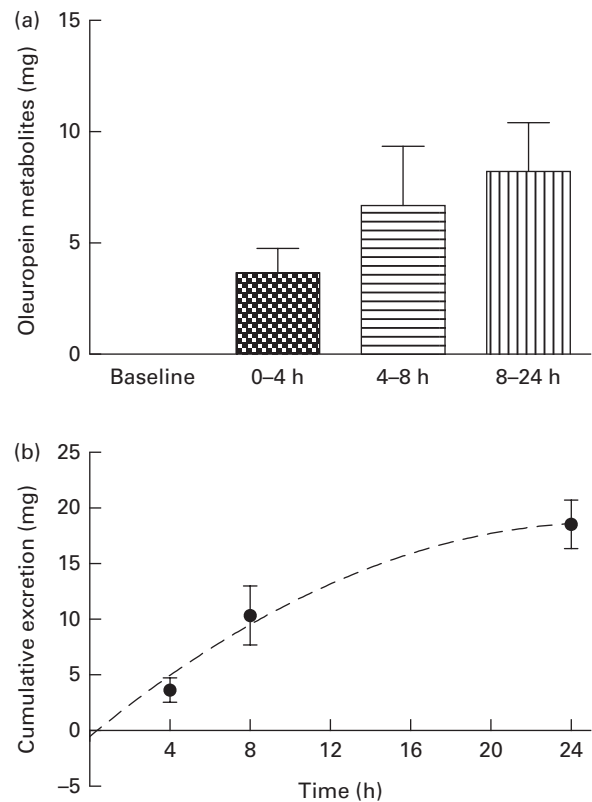 (a)
15
10
5
0
Oleuropein metabolites (mg)
Baseline 0–4 h 4–8 h 8–24 h
(b)
25
20
15
10
5
0
–5
Cumulative excretion (mg)
4 8 12 16 20 24
Time (h)